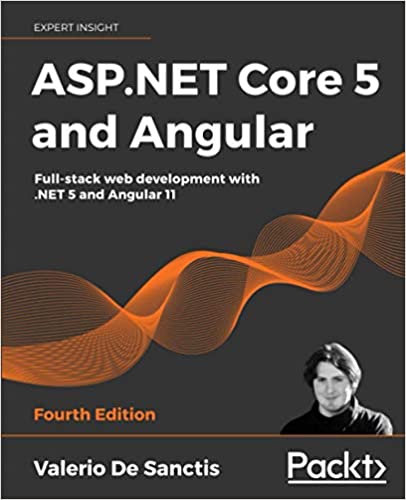 EXPERT INSIGHT
ASP.NET Core 5
and Angular
Full-stack web development with
.NET 5 and Angular 11
Fourth Edition
Valerio De Sanctis
Packt>